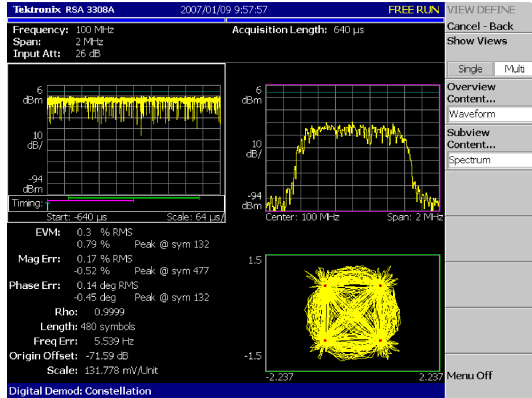 Tektronix RSA 3308A 2007/01/09 9:57:57 FREE RUN
VIEW DEFINE
Frequency: 100 MHz Acquisition Length: 640 µs
Span: 2 MHz
Input Att: 26 dB
Cancel - Back
Show Views
Single Multi
Overview
Content...
Waveform
Subview
Content...
Spectrum
Menu Off
6
dBm
10
dB/
-94
dBm
Timing:
Start: -640 µs Scale: 64 µs/
6
dBm
10
dB/
-94
dBm
Center: 100 MHz Span: 2 MHz
EVM: 0.3 % RMS
0.79 % Peak @ sym 132
Mag Err: 0.17 % RMS
-0.52 % Peak @ sym 477
Phase Err: 0.14 deg RMS
-0.45 deg Peak @ sym 132
Rho: 0.9999
Length: 480 symbols
Freq Err: 5.539 Hz
Origin Offset: -71.59 dB
Scale: 131.778 mV/Unit
1.5
-1.5
-2.237 2.237
Digital Demod: Constellation